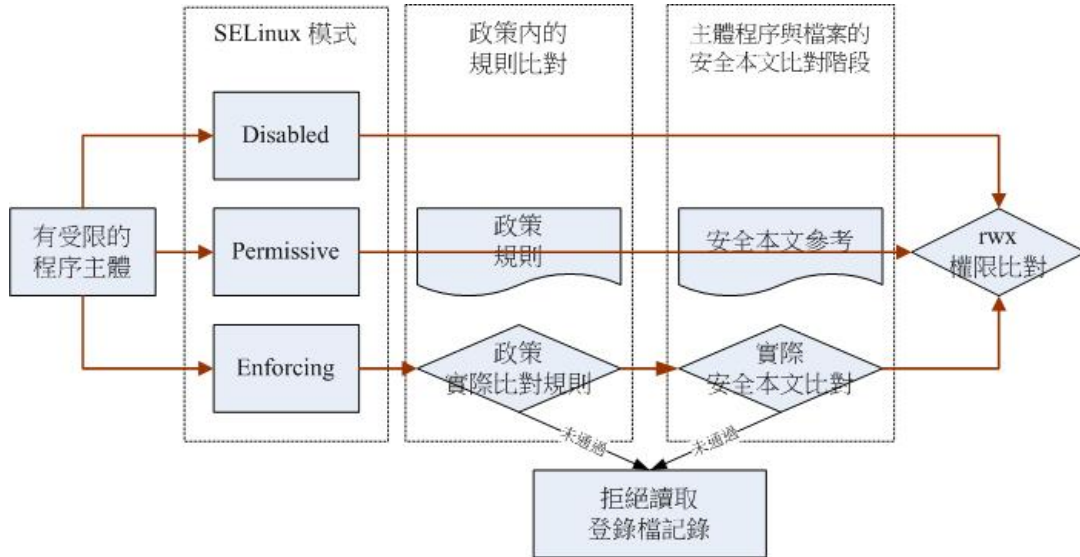 SELinux 模式
政策內的
規則比對
主體程序與檔案的
安全本文比對階段
Disabled
有受限的
程序主體
Permissive
政策
規則
安全本文參考
rwx
權限比對
Enforcing
政策
實際比對規則
實際
安全本文比對
未通過
未通過
拒絕讀取
登錄檔記錄